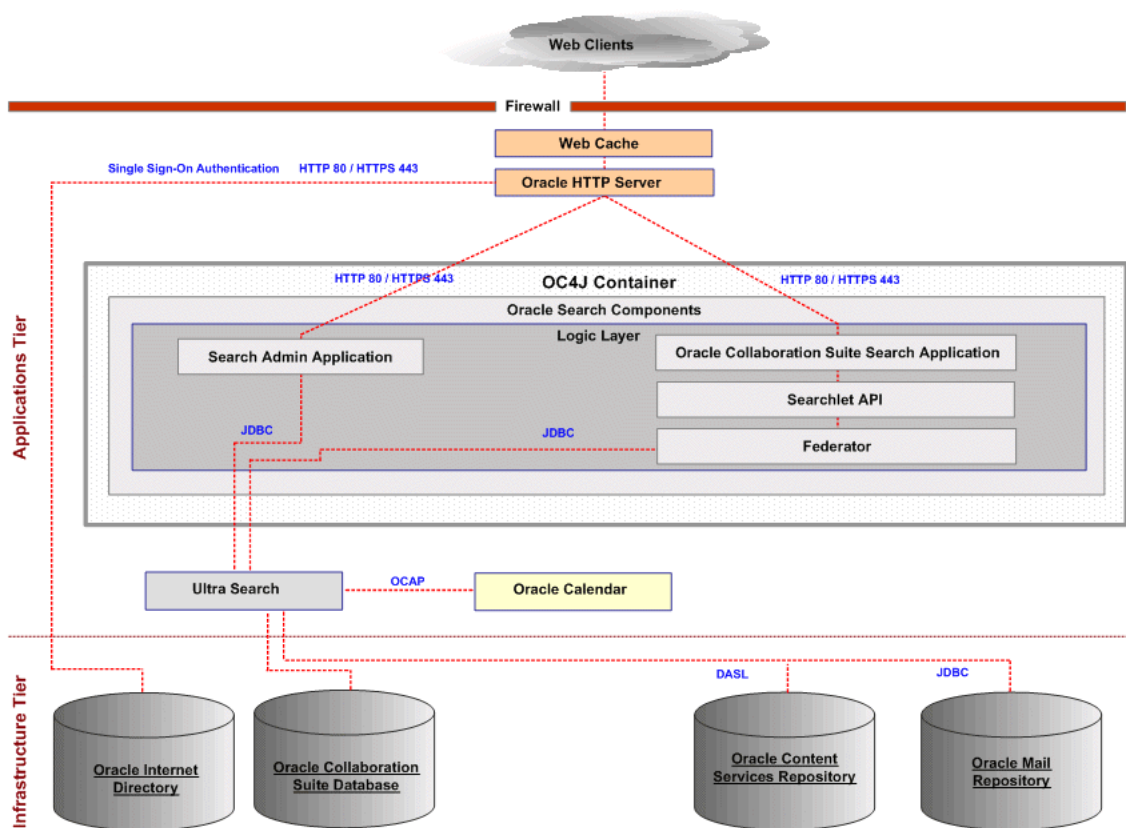 Web Clients
Firewall
Web Cache
Single Sign-On Authentication
HTTP 80 / HTTPS 443
Oracle HTTP Server
HTTP 80 / HTTPS 443
HTTP 80 / HTTPS 443
OC4J Container
Oracle Search Components
Logic Layer
Search Admin Application
Oracle Collaboration Suite Search Application
Searchlet API
JDBC
JDBC
Federator
Applications Tier
Ultra Search
OCAP
Oracle Calendar
Infrastructure Tier
DASL
JDBC
Oracle Internet
Directory
Oracle Collaboration
Suite Database
Oracle Content
Services Repository
Oracle Mail
Repository